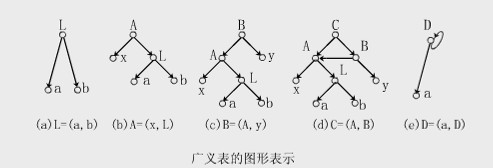 L A B C D
x L A y A B
a b a b x L x L y a
a b a b
(a)L=(a,b) (b)A=(x,L) (c)B=(A,y) (d)C=(A,B) (e)D=(a,D)
广义表的图形表示